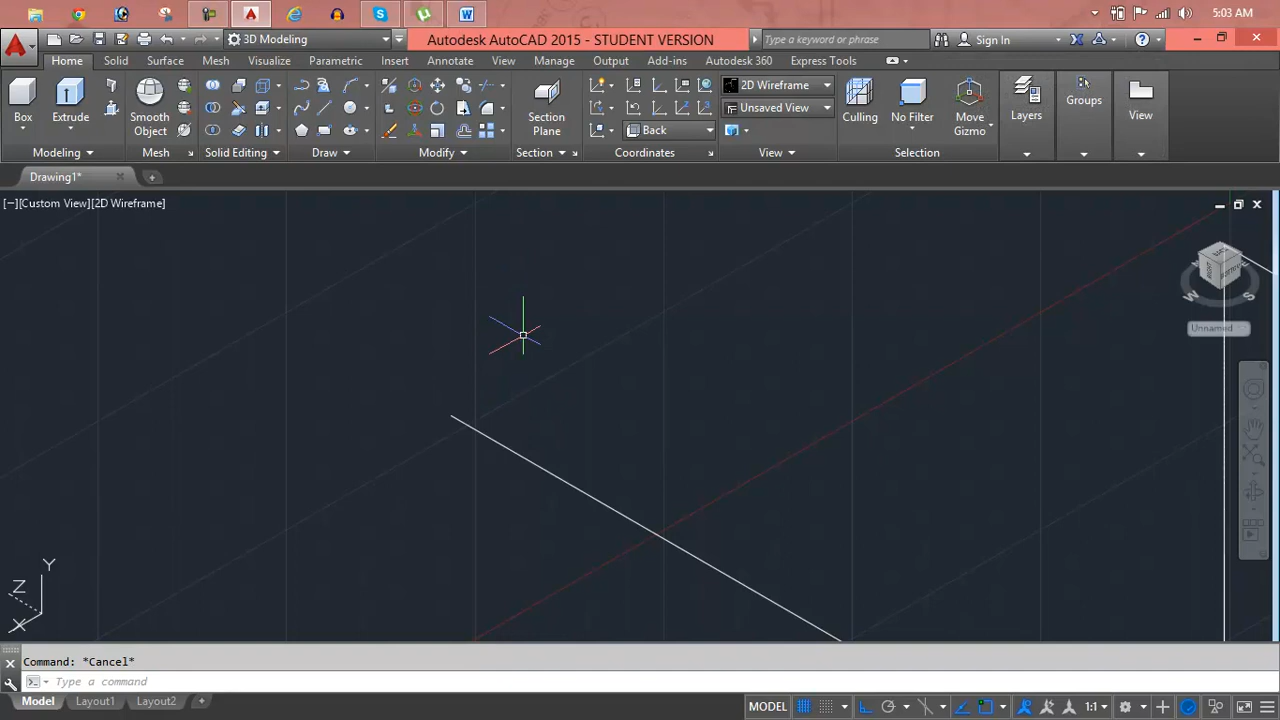 5:03 AM
3D Modeling
Autodesk AutoCAD 2015 - STUDENT VERSION
Type a keyword or phrase
Sign In
Home Solid Surface Mesh Visualize Parametric Insert Annotate View Manage Output Add-ins Autodesk 360 Express Tools
Box
Extrude
Smooth
Object
Section
Plane
Back
2D Wireframe
Unsaved View
Culling
No Filter
Move
Gizmo
Layers
Groups
View
Modeling
Mesh
Solid Editing
Draw
Modify
Section
Coordinates
View
Selection
Drawing1*
[−][Custom View][2D Wireframe]
W
S
Unnamed
Y
Z
X
Command: *Cancel*
Type a command
Model Layout1 Layout2
MODEL
1:1